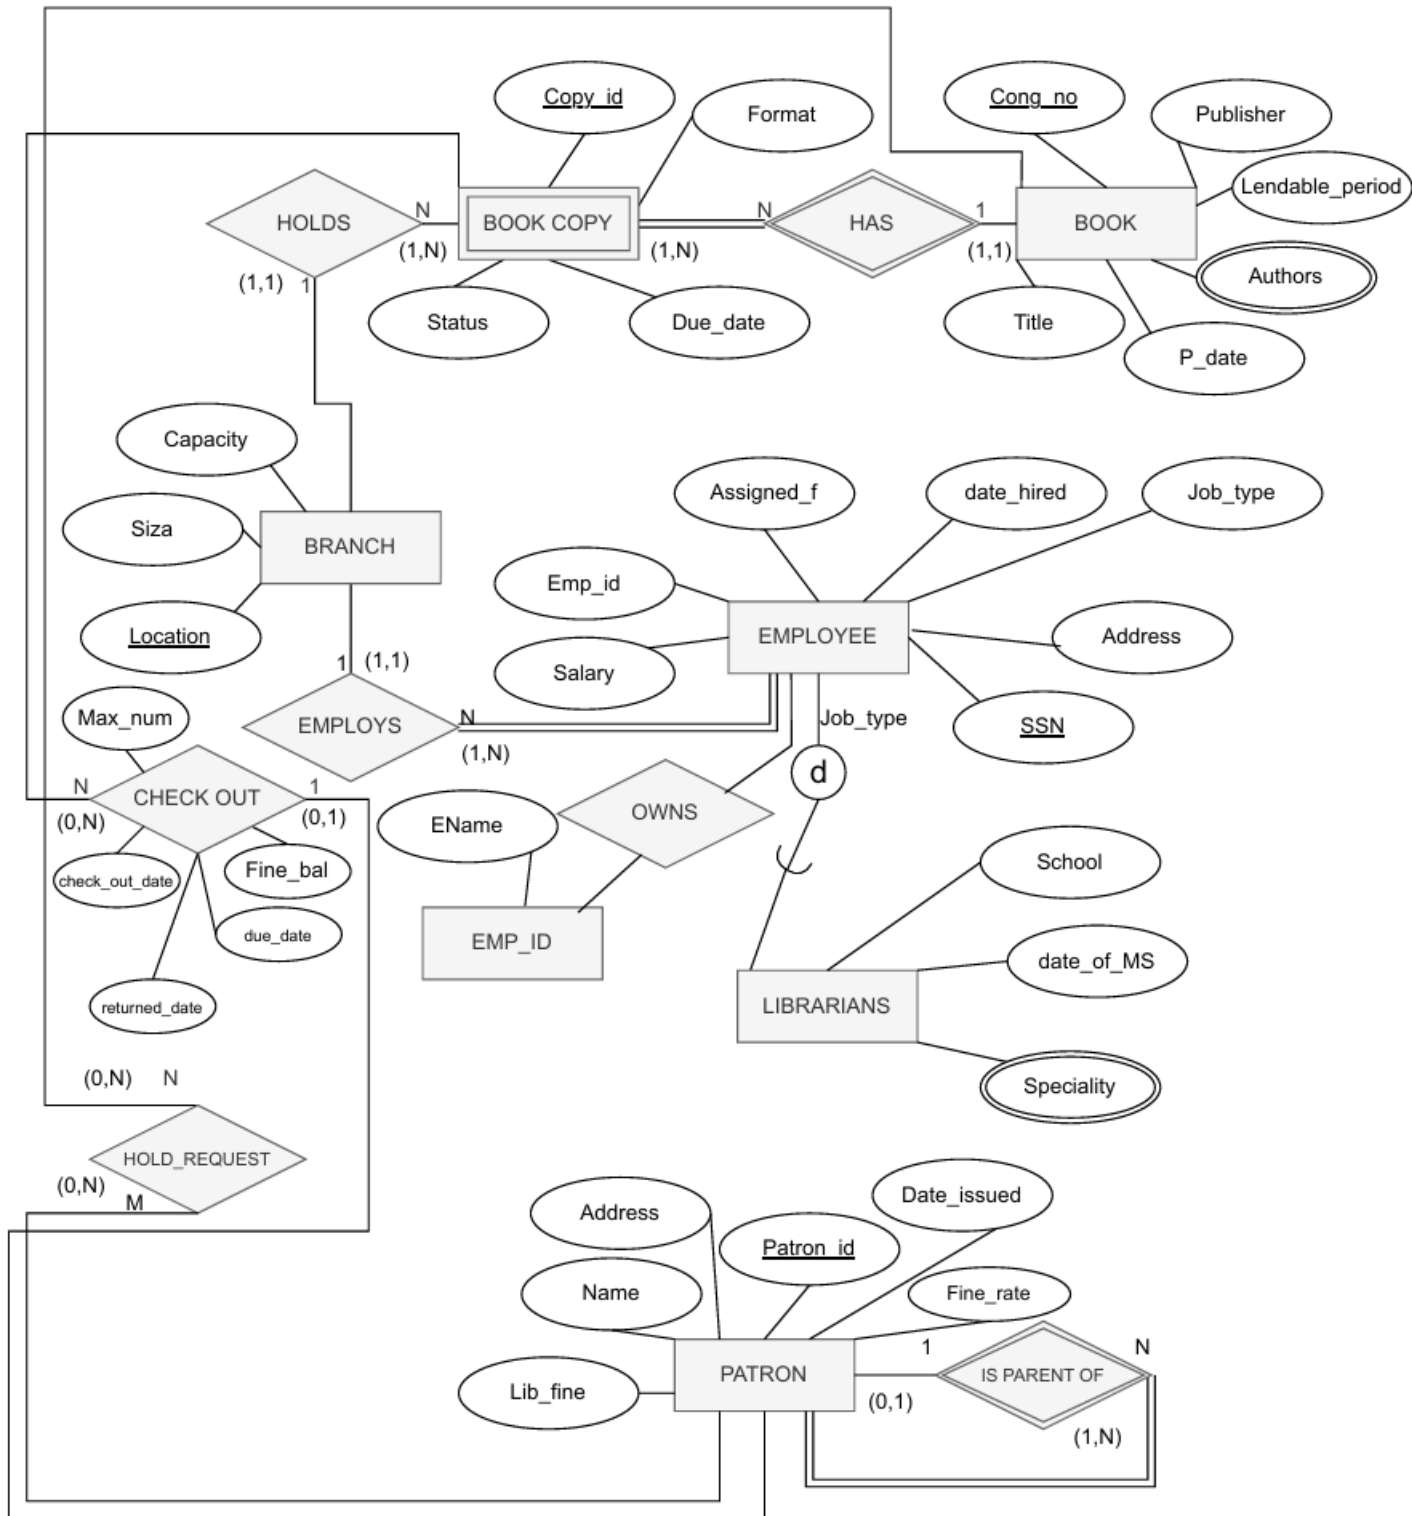 Copy_id
Format
Cong_no
Publisher
Lendable_period
HOLDS
N
BOOK COPY
N
HAS
1
BOOK
(1,N)
(1,N)
(1,1)
(1,1)
1
Authors
Status
Due_date
Title
P_date
Capacity
Siza
BRANCH
Location
Assigned_f
date_hired
Job_type
Emp_id
EMPLOYEE
Address
Salary
SSN
1
(1,1)
Max_num
EMPLOYS
N
(1,N)
Job_type
d
N
CHECK OUT
1
(0,N)
(0,1)
check_out_date
Fine_bal
due_date
returned_date
EName
OWNS
EMP_ID
School
date_of_MS
LIBRARIANS
Speciality
(0,N)
N
HOLD_REQUEST
(0,N)
M
Address
Patron_id
Date_issued
Name
Fine_rate
Lib_fine
PATRON
1
IS PARENT OF
N
(0,1)
(1,N)